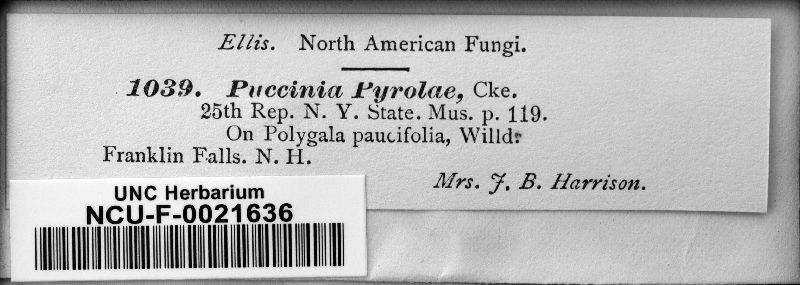 Ellis. North American Fungi.
1039. Puccinia Pyrolae, Cke.
25th Rep. N. Y. State. Mus. p. 119.
On Polygala paucifolia, Willd.
Franklin Falls. N. H.
Mrs. J. B. Harrison.
UNC Herbarium
NCU-F-0021636